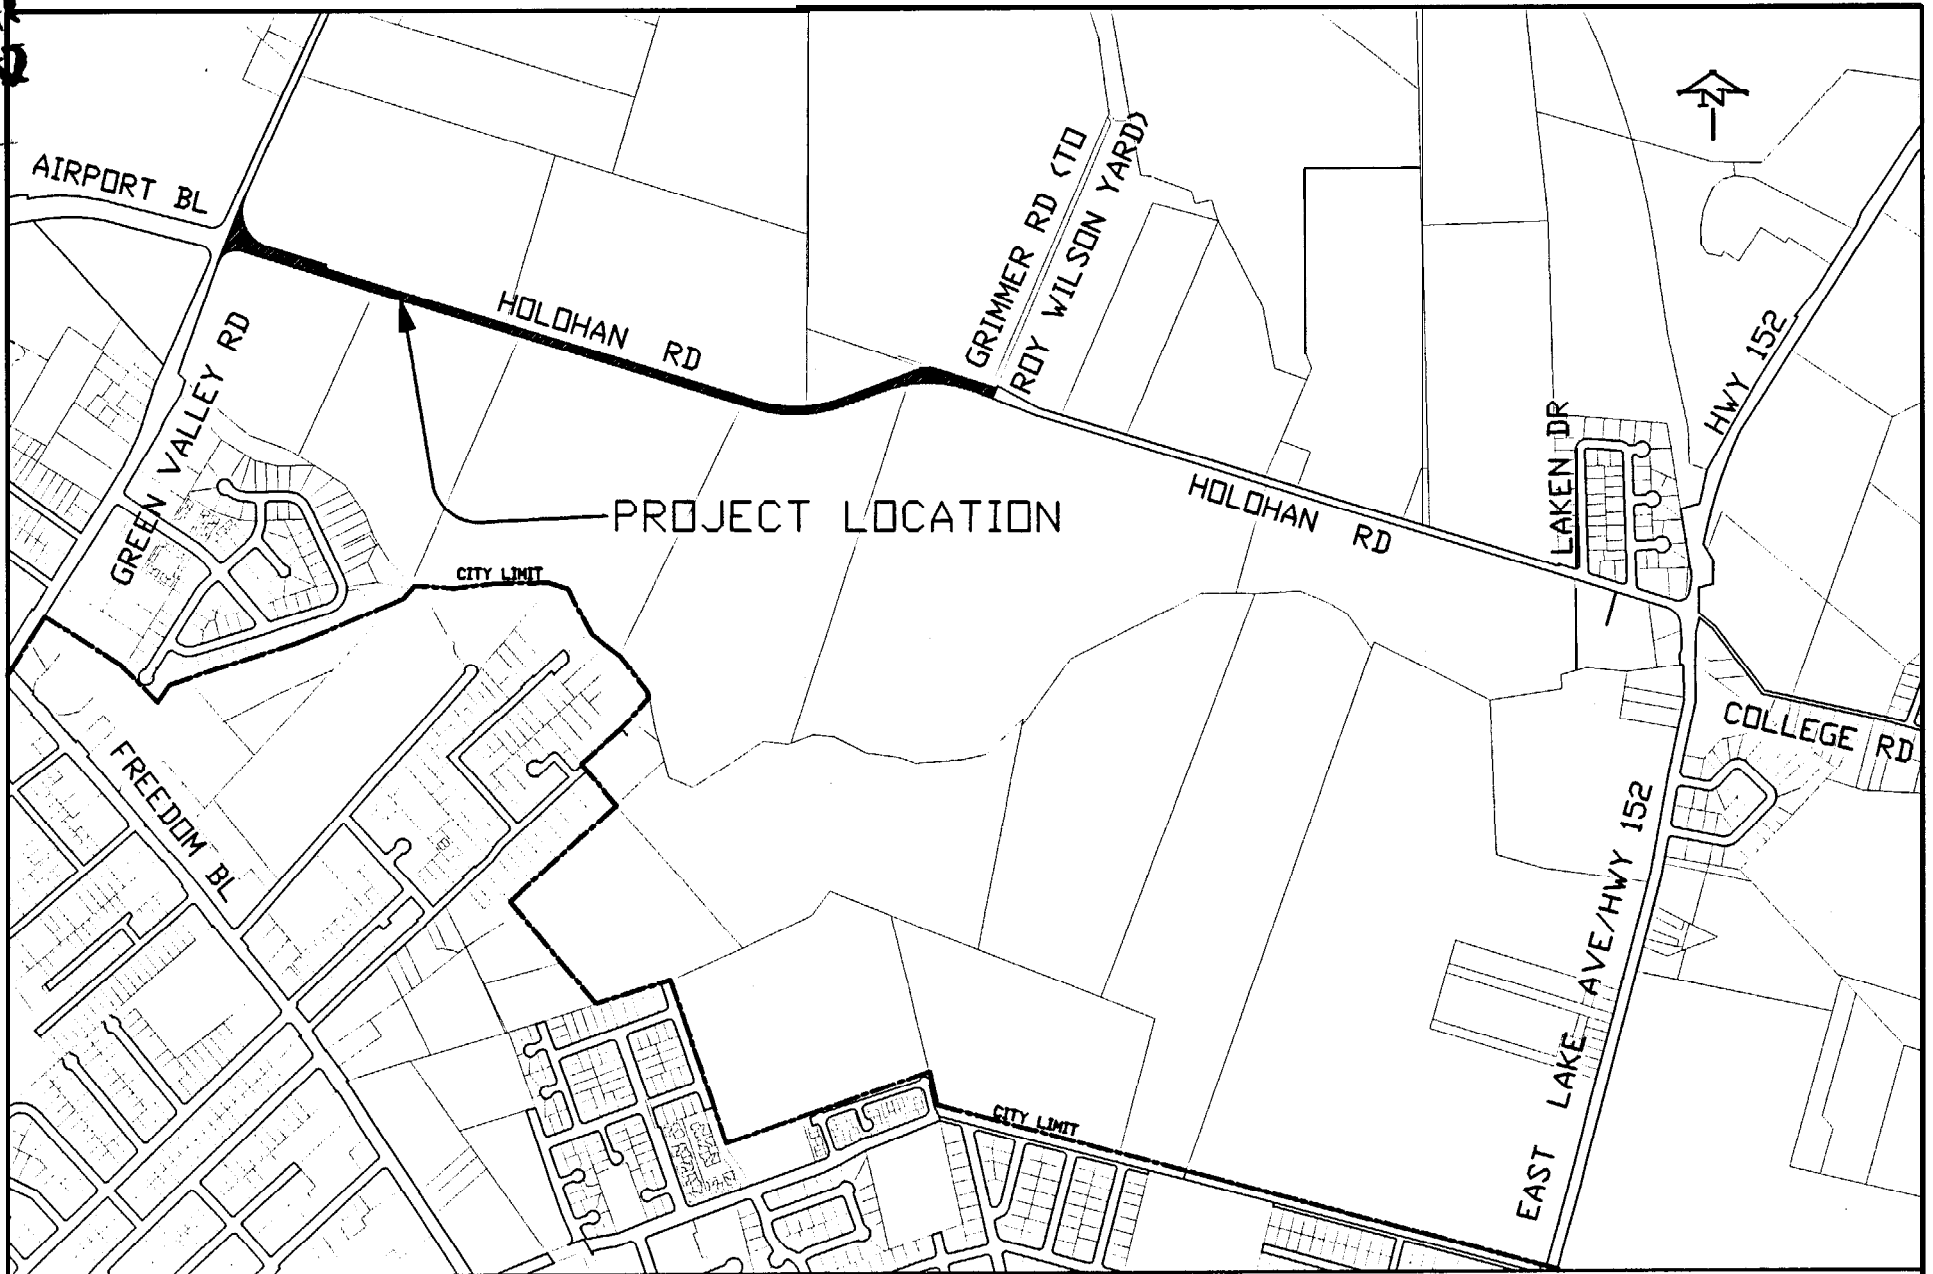 N
AIRPORT BL
GRIMMER RD (TO
ROY WILSON YARD)
HOLOHAN RD
HWY 152
GREEN VALLEY RD
LAKEN DR
PROJECT LOCATION
HOLOHAN RD
CITY LIMIT
COLLEGE RD
FREEDOM BL
EAST LAKE AVE/HWY 152
CITY LIMIT